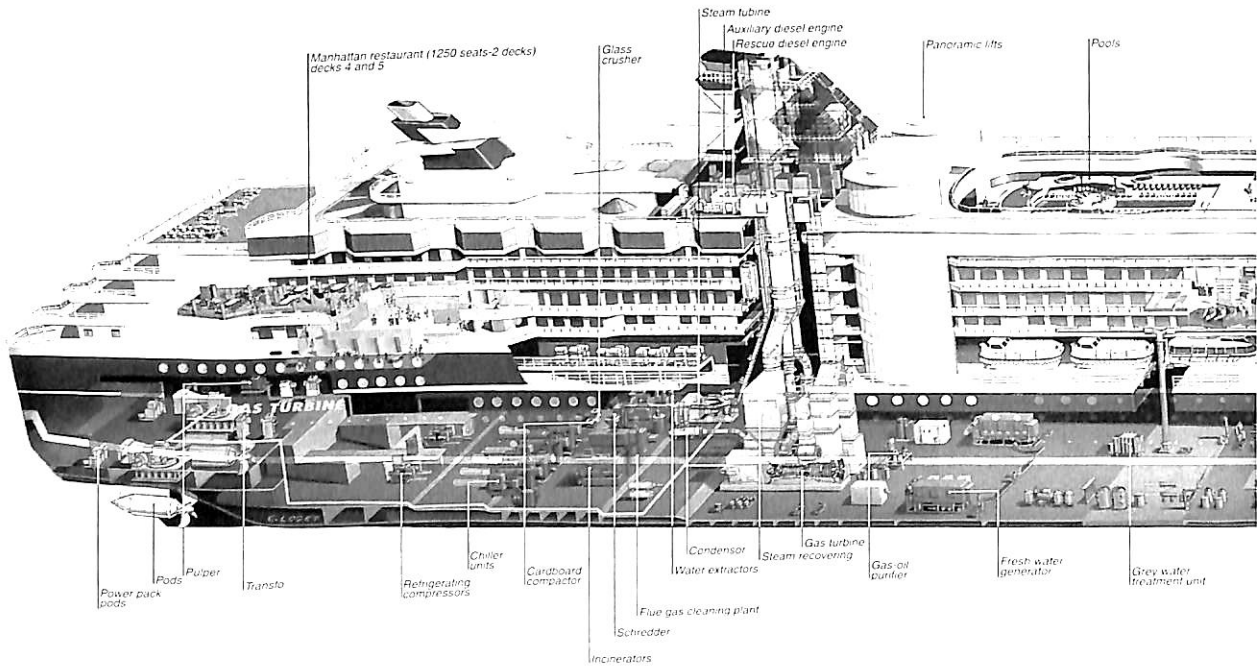 Steam tubine
Auxiliary diesel engine
Rescue diesel engine
Manhattan restaurant (1250 seats-2 decks)
decks 4 and 5
Glass
crusher
Panoramic lifts
Pools
GAS TURBINE
Power pack
pods
Pods
Pulper
Transfo
Refrigerating
compressors
Chiller
units
Cardboard
compactor
Incinerators
Schredder
Flue gas cleaning plant
Water extractors
Condensor
Steam recovering
Gas turbine
Gas-oil
purifier
Fresh water
generator
Grey water
treatment unit